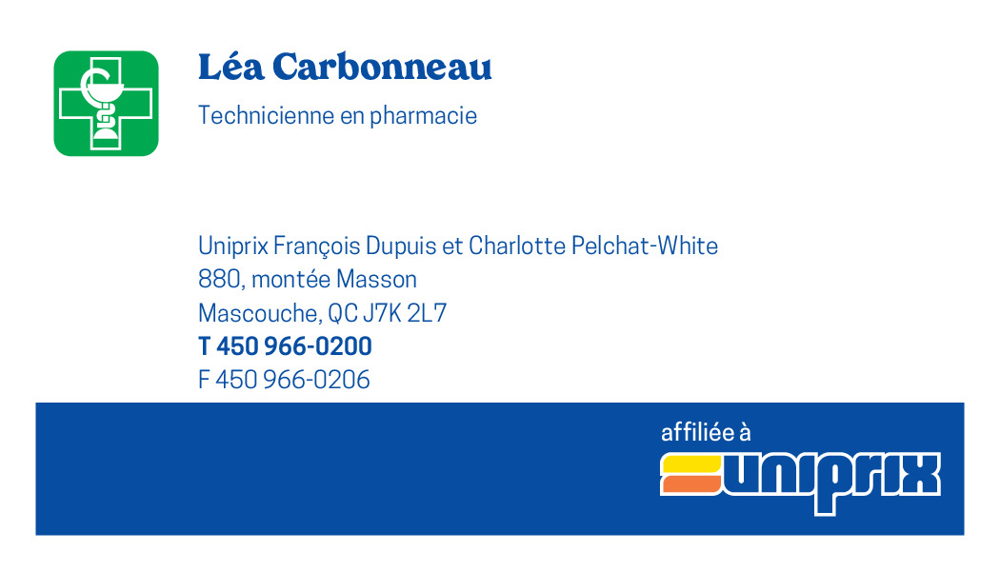 Léa Carbonneau
Technicienne en pharmacie
Uniprix François Dupuis et Charlotte Pelchat-White
880, montée Masson
Mascouche, QC J7K 2L7
T 450 966-0200
F 450 966-0206
affiliée à
uniprix